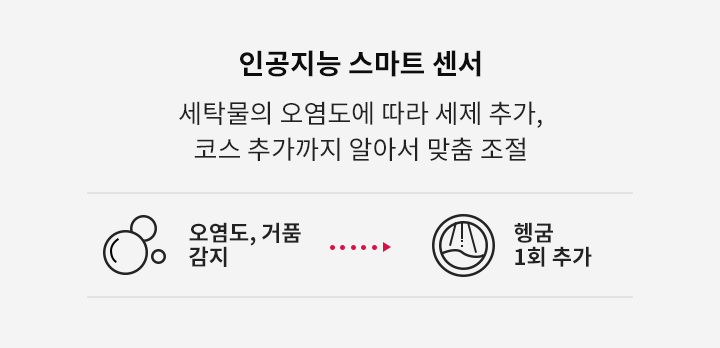 인공지능 스마트 센서
세탁물의 오염도에 따라 세제 추가,
코스 추가까지 알아서 맞춤 조절
오염도, 거품
감지
헹굼
1회 추가